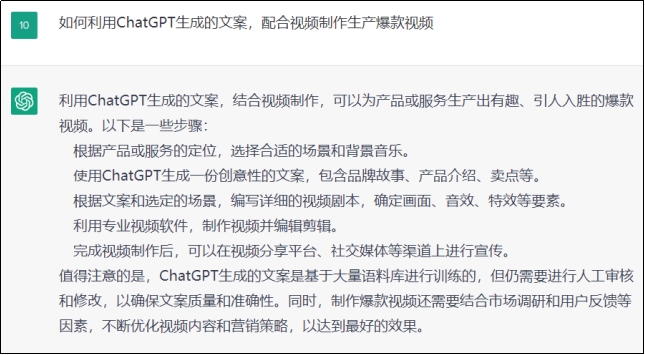 10
如何利用ChatGPT生成的文案，配合视频制作生产爆款视频
利用ChatGPT生成的文案，结合视频制作，可以为产品或服务生产出有趣、引人入胜的爆款
视频。以下是一些步骤：
根据产品或服务的定位，选择合适的场景和背景音乐。
使用ChatGPT生成一份创意性的文案，包含品牌故事、产品介绍、卖点等。
根据文案和选定的场景，编写详细的视频剧本，确定画面、音效、特效等要素。
利用专业视频软件，制作视频并编辑剪辑。
完成视频制作后，可以在视频分享平台、社交媒体等渠道上进行宣传。
值得注意的是，ChatGPT生成的文案是基于大量语料库进行训练的，但仍需要进行人工审核
和修改，以确保文案质量和准确性。同时，制作爆款视频还需要结合市场调研和用户反馈等
因素，不断优化视频内容和营销策略，以达到最好的效果。